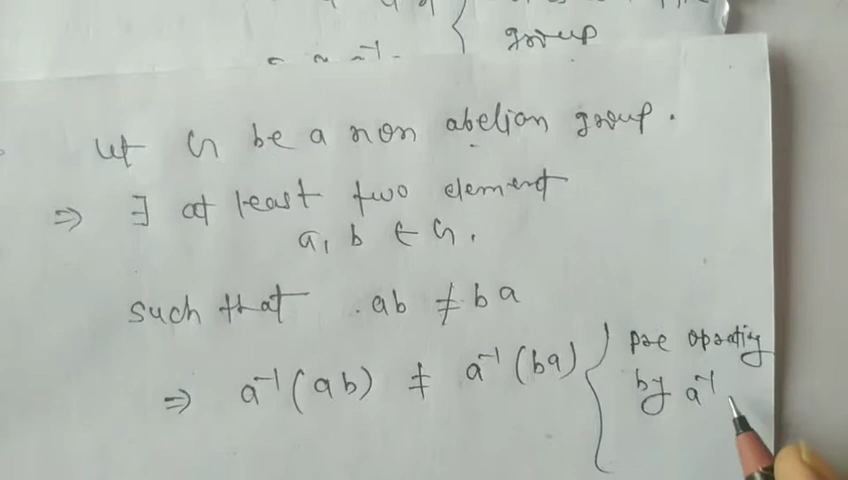 group
Let G be a non abelian group.
⇒ ∃ at least two element
a, b ∈ G.
such that ab ≠ ba
⇒ a⁻¹(ab) ≠ a⁻¹(ba) { pre oprating
by a⁻¹